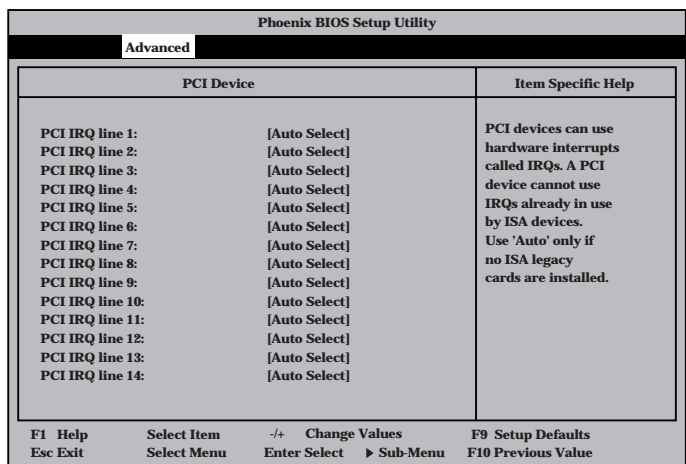 Phoenix BIOS Setup Utility
Advanced
PCI Device
Item Specific Help
PCI IRQ line 1: [Auto Select]
PCI IRQ line 2: [Auto Select]
PCI IRQ line 3: [Auto Select]
PCI IRQ line 4: [Auto Select]
PCI IRQ line 5: [Auto Select]
PCI IRQ line 6: [Auto Select]
PCI IRQ line 7: [Auto Select]
PCI IRQ line 8: [Auto Select]
PCI IRQ line 9: [Auto Select]
PCI IRQ line 10: [Auto Select]
PCI IRQ line 11: [Auto Select]
PCI IRQ line 12: [Auto Select]
PCI IRQ line 13: [Auto Select]
PCI IRQ line 14: [Auto Select]
PCI devices can use
hardware interrupts
called IRQs. A PCI
device cannot use
IRQs already in use
by ISA devices.
Use 'Auto' only if
no ISA legacy
cards are installed.
F1 Help Select Item -/+ Change Values F9 Setup Defaults
Esc Exit Select Menu Enter Select ▶ Sub-Menu F10 Previous Value